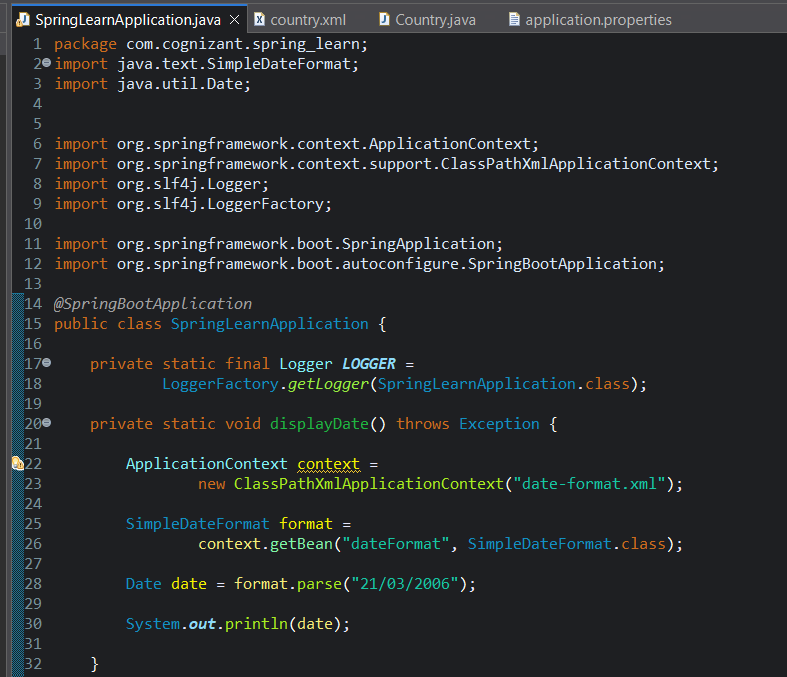 SpringLearnApplication.java country.xml Country.java application.properties
1 package com.cognizant.spring_learn;
2 import java.text.SimpleDateFormat;
3 import java.util.Date;
4
5
6 import org.springframework.context.ApplicationContext;
7 import org.springframework.context.support.ClassPathXmlApplicationContext;
8 import org.slf4j.Logger;
9 import org.slf4j.LoggerFactory;
10
11 import org.springframework.boot.SpringApplication;
12 import org.springframework.boot.autoconfigure.SpringBootApplication;
13
14 @SpringBootApplication
15 public class SpringLearnApplication {
16
17     private static final Logger LOGGER =
18             LoggerFactory.getLogger(SpringLearnApplication.class);
19
20     private static void displayDate() throws Exception {
21
22         ApplicationContext context =
23                 new ClassPathXmlApplicationContext("date-format.xml");
24
25         SimpleDateFormat format =
26                 context.getBean("dateFormat", SimpleDateFormat.class);
27
28         Date date = format.parse("21/03/2006");
29
30         System.out.println(date);
31
32     }